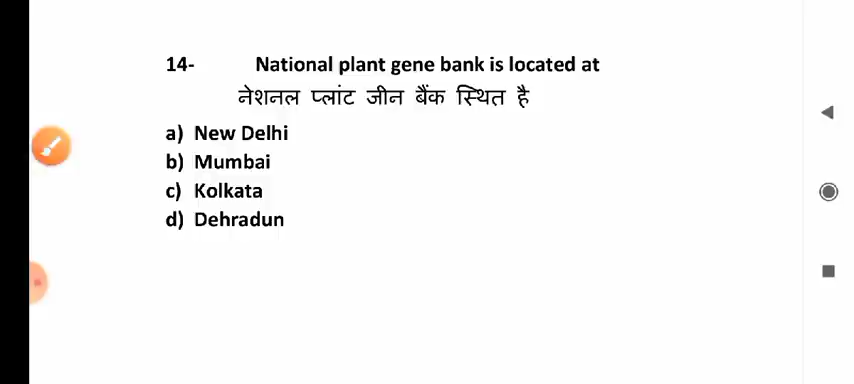 14- National plant gene bank is located at
नेशनल प्लांट जीन बैंक स्थित है
a) New Delhi
b) Mumbai
c) Kolkata
d) Dehradun